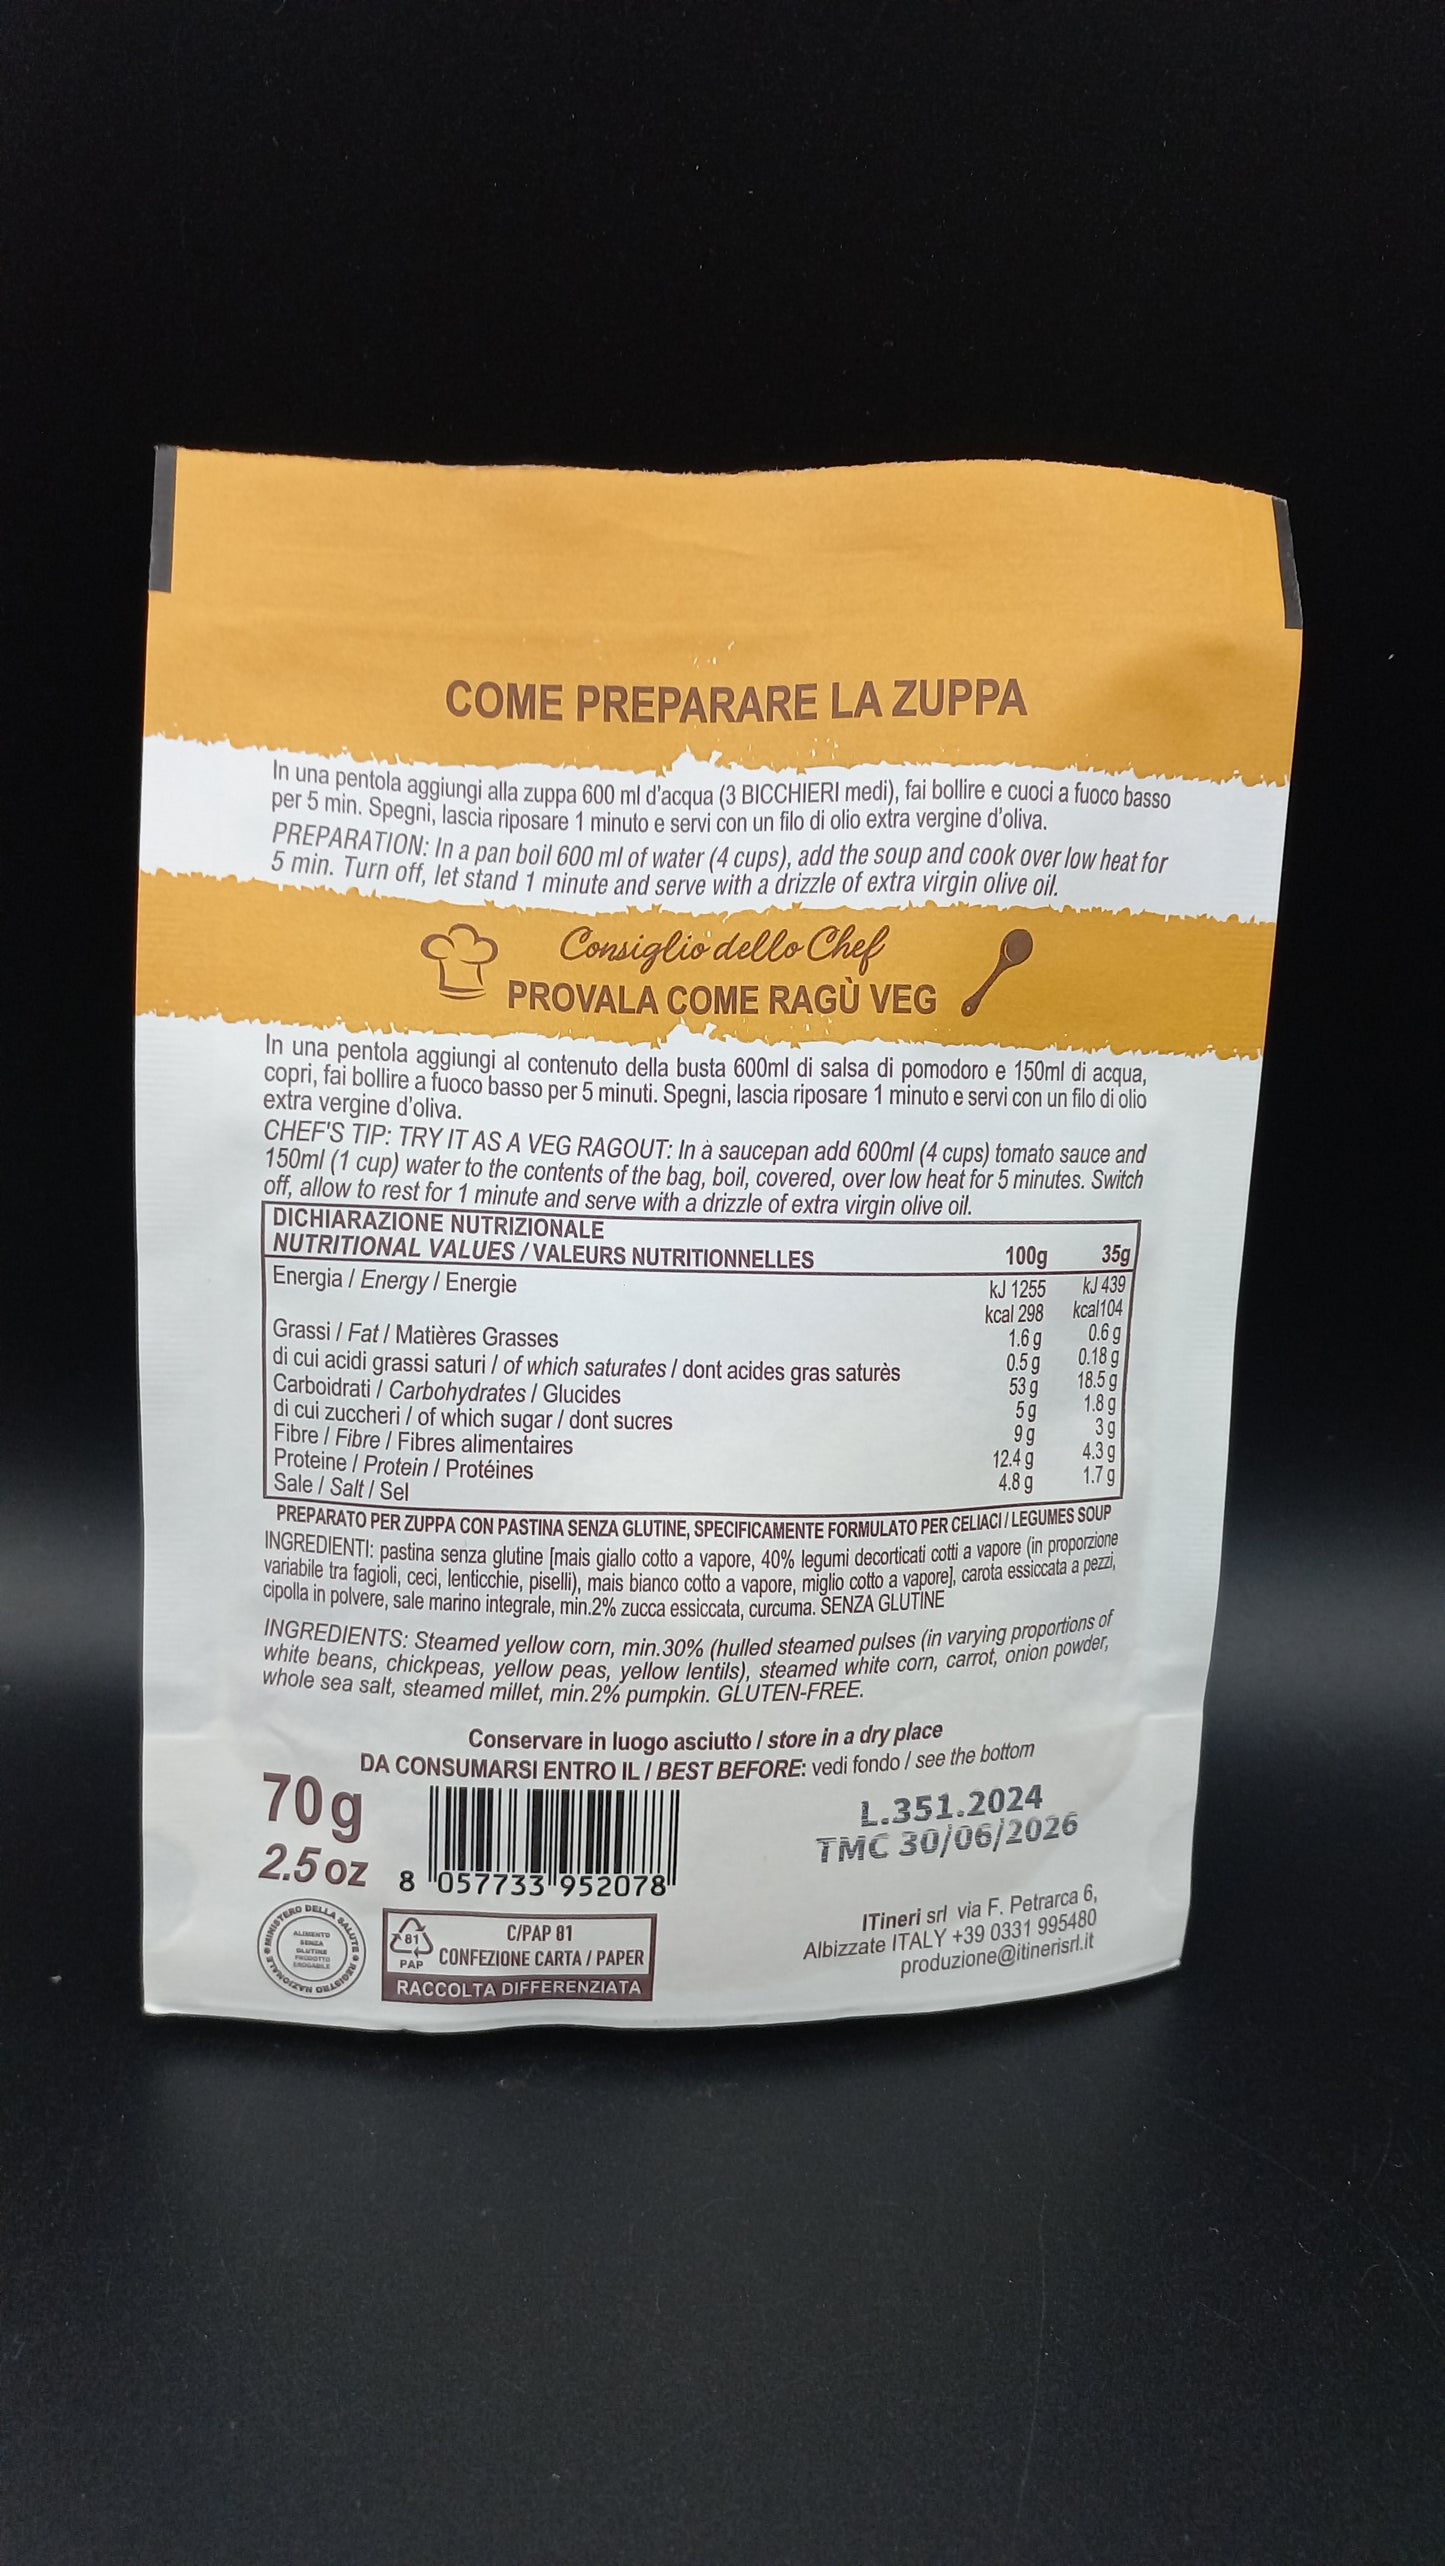 COME PREPARARE LA ZUPPA
In una pentola aggiungi alla zuppa 600 ml d'acqua (3 BICCHIERI medi), fai bollire e cuoci a fuoco basso
per 5 min. Spegni, lascia riposare 1 minuto e servi con un filo di olio extra vergine d'oliva.
PREPARATION: In a pan boil 600 ml of water (4 cups), add the soup and cook over low heat for
5 min. Turn off, let stand 1 minute and serve with a drizzle of extra virgin olive oil.
Consiglio dello Chef
PROVALA COME RAGÙ VEG
In una pentola aggiungi al contenuto della busta 600ml di salsa di pomodoro e 150ml di acqua,
copri, fai bollire a fuoco basso per 5 minuti. Spegni, lascia riposare 1 minuto e servi con un filo di olio
extra vergine d'oliva.
CHEF'S TIP: TRY IT AS A VEG RAGOUT: In à saucepan add 600ml (4 cups) tomato sauce and
150ml (1 cup) water to the contents of the bag, boil, covered, over low heat for 5 minutes. Switch
off, allow to rest for 1 minute and serve with a drizzle of extra virgin olive oil.
DICHIARAZIONE NUTRIZIONALE
NUTRITIONAL VALUES / VALEURS NUTRITIONNELLES 100g 35g
Energia / Energy / Energie kJ 1255 kJ 439
kcal 298 kcal104
Grassi / Fat / Matières Grasses 1.6 g 0.6 g
di cui acidi grassi saturi / of which saturates / dont acides gras saturès 0.5 g 0.18 g
Carboidrati / Carbohydrates / Glucides 53 g 18.5 g
di cui zuccheri / of which sugar / dont sucres 5 g 1.8 g
Fibre / Fibre / Fibres alimentaires 9 g 3 g
Proteine / Protein / Protéines 12.4 g 4.3 g
Sale / Salt / Sel 4.8 g 1.7 g
PREPARATO PER ZUPPA CON PASTINA SENZA GLUTINE, SPECIFICAMENTE FORMULATO PER CELIACI / LEGUMES SOUP
INGREDIENTI: pastina senza glutine [mais giallo cotto a vapore, 40% legumi decorticati cotti a vapore (in proporzione
variabile tra fagioli, ceci, lenticchie, piselli), mais bianco cotto a vapore, miglio cotto a vapore], carota essiccata a pezzi,
cipolla in polvere, sale marino integrale, min.2% zucca essiccata, curcuma. SENZA GLUTINE
INGREDIENTS: Steamed yellow corn, min.30% (hulled steamed pulses (in varying proportions of
white beans, chickpeas, yellow peas, yellow lentils), steamed white corn, carrot, onion powder,
whole sea salt, steamed millet, min.2% pumpkin. GLUTEN-FREE.
Conservare in luogo asciutto / store in a dry place
DA CONSUMARSI ENTRO IL / BEST BEFORE: vedi fondo / see the bottom
70g
2.5 oz
8 057733 952078
L.351.2024
TMC 30/06/2026
MINISTERO DELLA SALUTE • REGISTRO NAZIONALE •
ALIMENTO
SENZA
GLUTINE
PRODOTTO
EROGABILE
81
PAP
C/PAP 81
CONFEZIONE CARTA / PAPER
RACCOLTA DIFFERENZIATA
ITineri srl via F. Petrarca 6,
Albizzate ITALY +39 0331 995480
produzione@itinerisrl.it